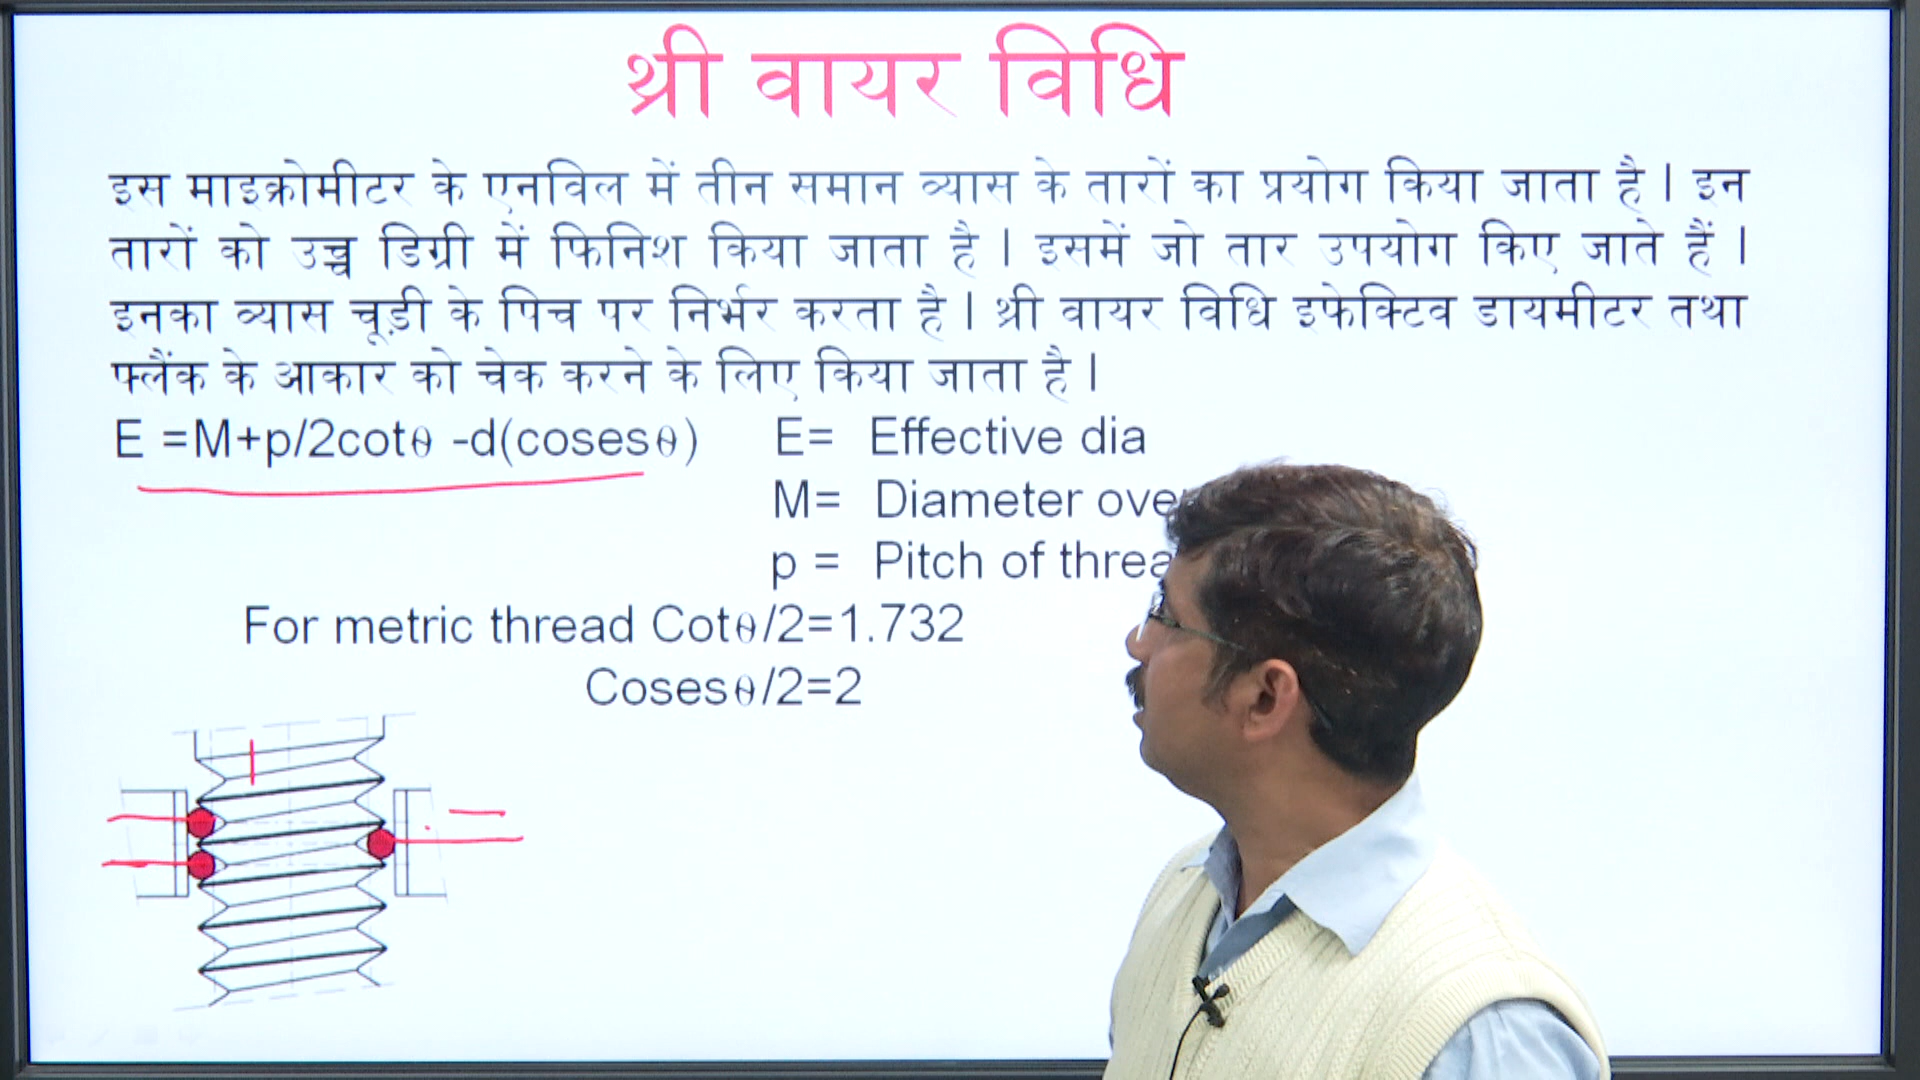 थ्री वायर विधि
इस माइक्रोमीटर के एनविल में तीन समान व्यास के तारों का प्रयोग किया जाता है । इन
तारों को उच्च डिग्री में फिनिश किया जाता है । इसमें जो तार उपयोग किए जाते हैं ।
इनका व्यास चूड़ी के पिच पर निर्भर करता है । थ्री वायर विधि इफेक्टिव डायमीटर तथा
फ्लैंक के आकार को चेक करने के लिए किया जाता है ।
E =M+p/2cotθ -d(cosesθ) E= Effective dia
M= Diameter
p = Pitch of
For metric thread Cotθ/2=1.732
Cosesθ/2=2